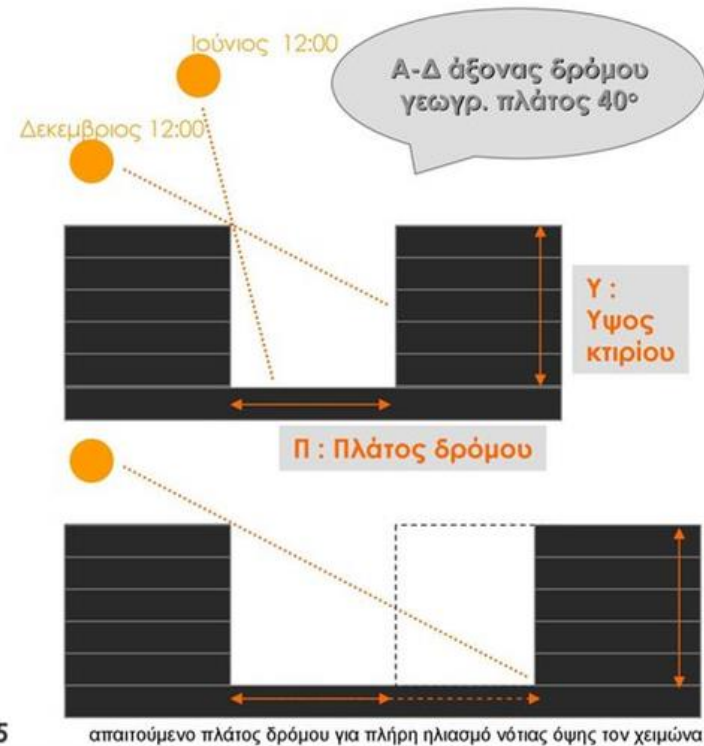 Ιούνιος 12:00
Α-Δ άξονας δρόμου
γεωγρ. πλάτος 40°
Δεκεμβριος 12:00
Υ :
Υψος
κτιρίου
Π : Πλάτος δρόμου
5
απαιτούμενο πλάτος δρόμου για πλήρη ηλιασμό νότιας όψης τον χειμώνα